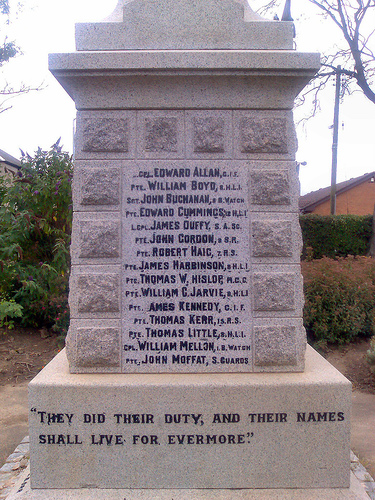 CPL. EDWARD ALLAN, C. I. F.
PTE. WILLIAM BOYD, H.L.I.
SGT. JOHN BUCHANAN, B. WATCH
PTE. EDWARD CUMMINGS, H.L.I
L.CPL. JAMES DUFFY, S. A. SC.
PTE. JOHN GORDON, S.R.
PTE. ROBERT HAIG, 7. H.S.
PTE. JAMES HARBINSON, H.L.I
PTE. THOMAS W. HISLOP, M.G.C.
PTE. WILLIAM G. JARVIE, H.L.I
PTE. JAMES KENNEDY, C. I. F.
PTE. THOMAS KERR, R.S.
PTE. THOMAS LITTLE, H.L.I.
CPL. WILLIAM MELLON, B. WATCH
PTE. JOHN MOFFAT, S. GUARDS
"THEY DID THEIR DUTY, AND THEIR NAMES
SHALL LIVE FOR EVERMORE."